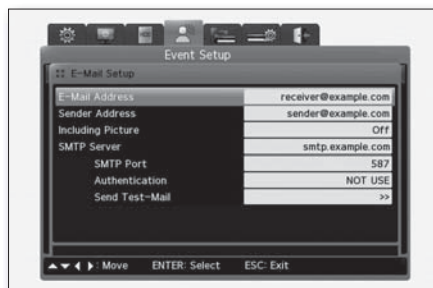 Event Setup
E-Mail Setup
E-Mail Address receiver@example.com
Sender Address sender@example.com
Including Picture Off
SMTP Server smtp.example.com
SMTP Port 587
Authentication NOT USE
Send Test-Mail >>
: Move ENTER: Select ESC: Exit